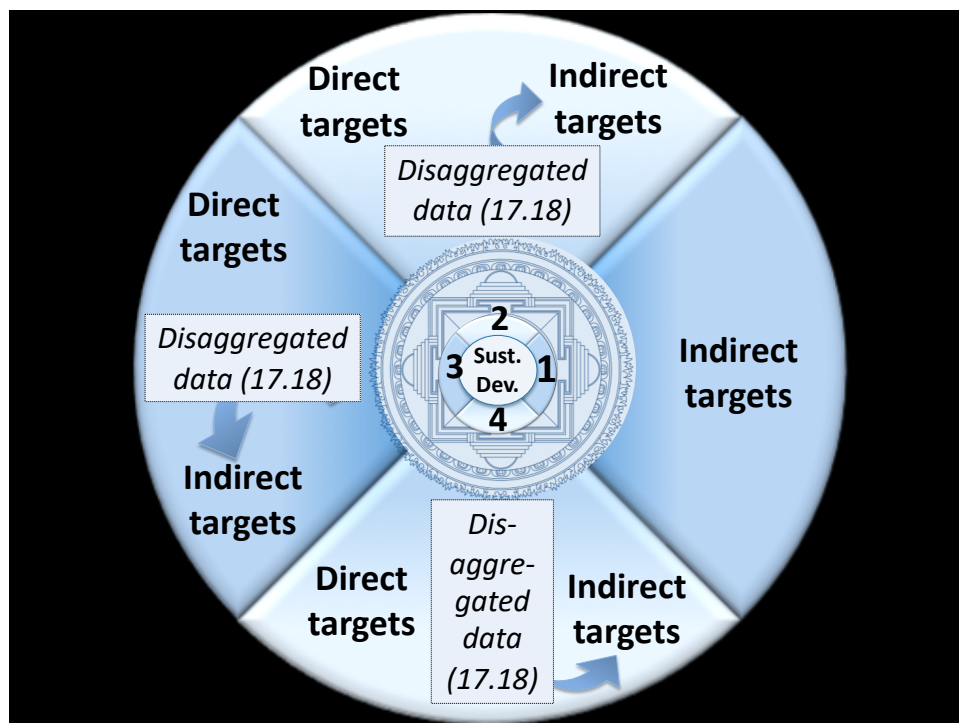 Direct
targets
Indirect
targets
Disaggregated
data (17.18)
Direct
targets
Disaggregated
data (17.18)
Indirect
targets
2
3
Sust.
Dev.
1
4
Indirect
targets
Direct
targets
Dis-
aggre-
gated
data
(17.18)
Indirect
targets